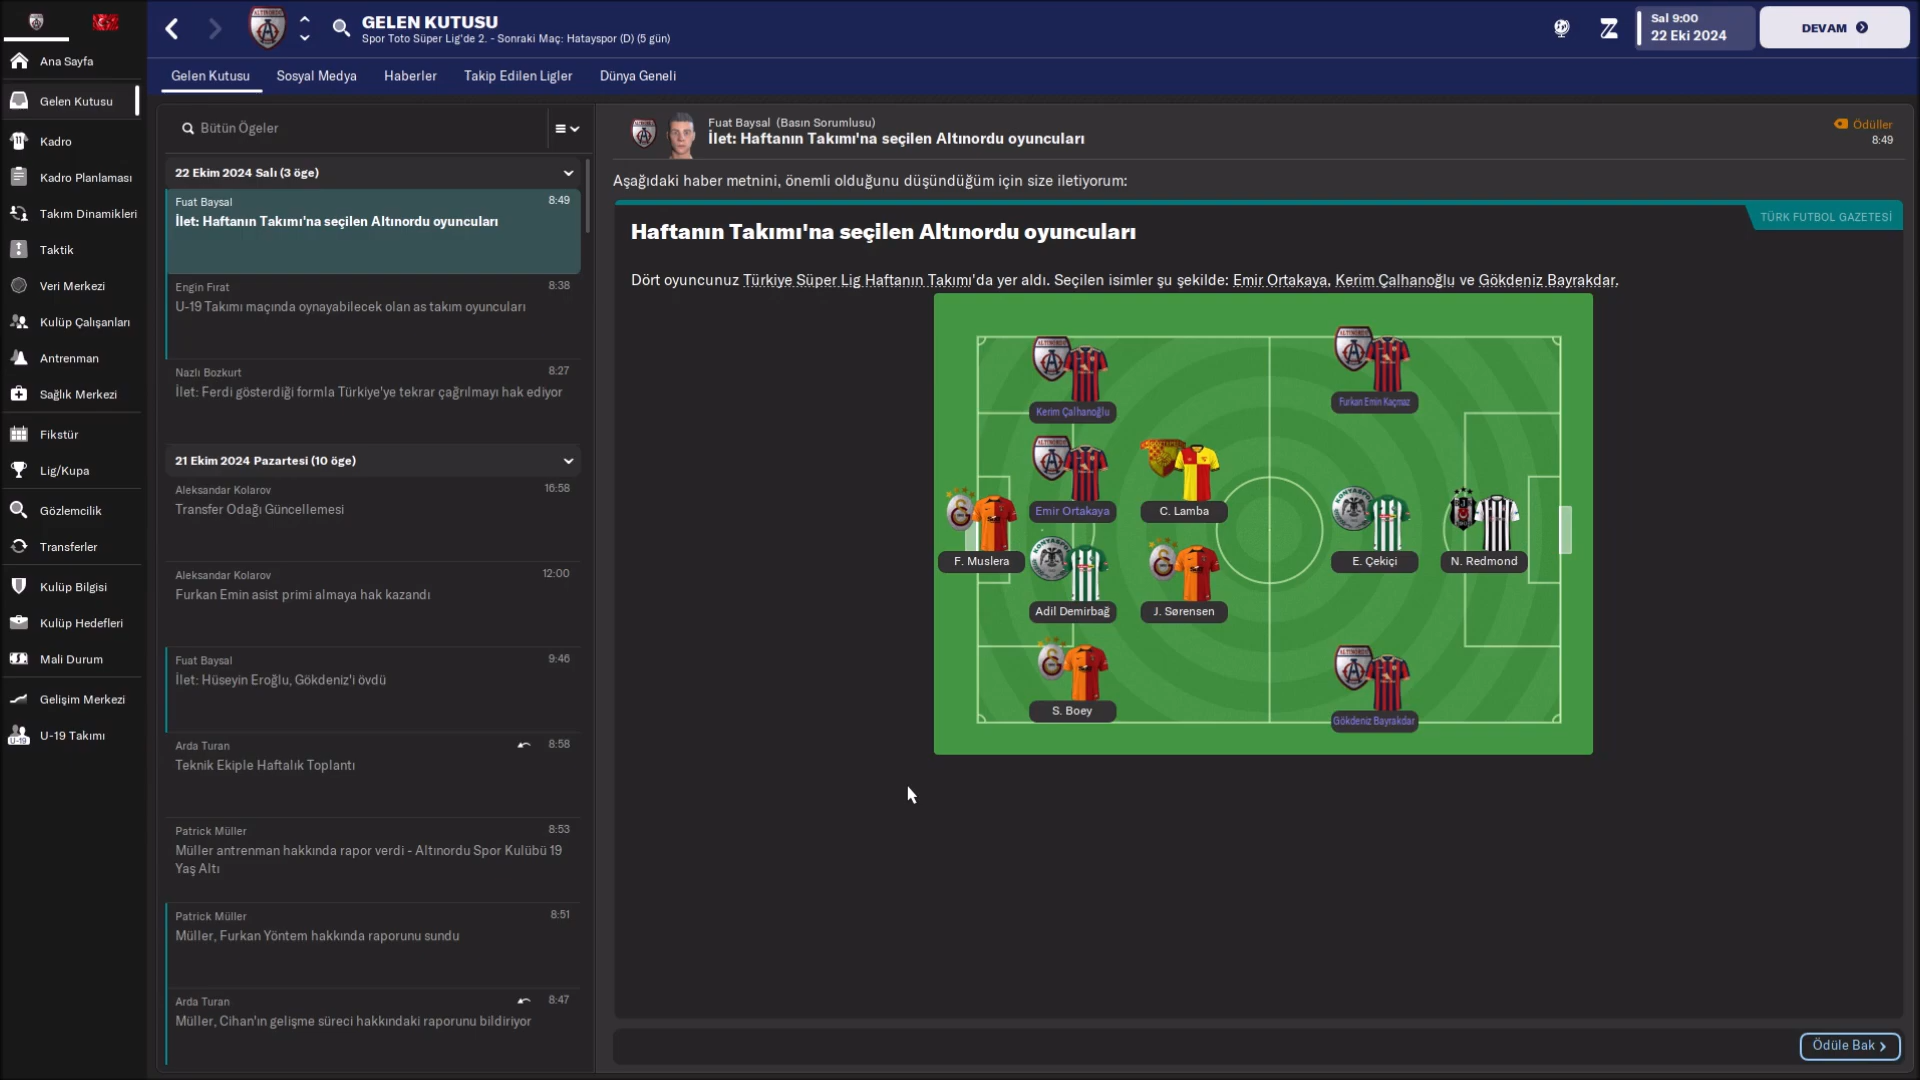 GELEN KUTUSU
Spor Toto Süper Lig'de 2. - Sonraki Maç: Hatayspor (D) (5 gün)
Sal 9:00
22 Eki 2024
DEVAM
Ana Sayfa
Gelen Kutusu
Kadro
Kadro Planlaması
Takım Dinamikleri
Taktik
Veri Merkezi
Kulüp Çalışanları
Antrenman
Sağlık Merkezi
Fikstür
Lig/Kupa
Gözlemcilik
Transferler
Kulüp Bilgisi
Kulüp Hedefleri
Mali Durum
Gelişim Merkezi
U-19 Takımı
Gelen Kutusu
Sosyal Medya
Haberler
Takip Edilen Ligler
Dünya Geneli
Bütün Ögeler
22 Ekim 2024 Salı (3 öge)
Fuat Baysal 8:49
İlet: Haftanın Takımı'na seçilen Altınordu oyuncuları
Engin Fırat 8:38
U-19 Takımı maçında oynayabilecek olan as takım oyuncuları
Nazlı Bozkurt 8:27
İlet: Ferdi gösterdiği formla Türkiye'ye tekrar çağrılmayı hak ediyor
21 Ekim 2024 Pazartesi (10 öge)
Aleksandar Kolarov 16:58
Transfer Odağı Güncellemesi
Aleksandar Kolarov 12:00
Furkan Emin asist primi almaya hak kazandı
Fuat Baysal 9:46
İlet: Hüseyin Eroğlu, Gökdeniz'i övdü
Arda Turan 8:58
Teknik Ekiple Haftalık Toplantı
Patrick Müller 8:53
Müller antrenman hakkında rapor verdi - Altınordu Spor Kulübü 19
Yaş Altı
Patrick Müller 8:51
Müller, Furkan Yöntem hakkında raporunu sundu
Arda Turan 8:47
Müller, Cihan'ın gelişme süreci hakkındaki raporunu bildiriyor
Fuat Baysal (Basın Sorumlusu)
İlet: Haftanın Takımı'na seçilen Altınordu oyuncuları
Ödüller
8:49
Aşağıdaki haber metnini, önemli olduğunu düşündüğüm için size iletiyorum:
TÜRK FUTBOL GAZETESİ
Haftanın Takımı'na seçilen Altınordu oyuncuları
Dört oyuncunuz Türkiye Süper Lig Haftanın Takımı'da yer aldı. Seçilen isimler şu şekilde: Emir Ortakaya, Kerim Çalhanoğlu ve Gökdeniz Bayrakdar.
Kerim Çalhanoğlu
Furkan Emin Kaçmaz
Emir Ortakaya
C. Lamba
F. Muslera
E. Çekiçi
N. Redmond
Adil Demirbağ
J. Sørensen
S. Boey
Gökdeniz Bayrakdar
Ödüle Bak